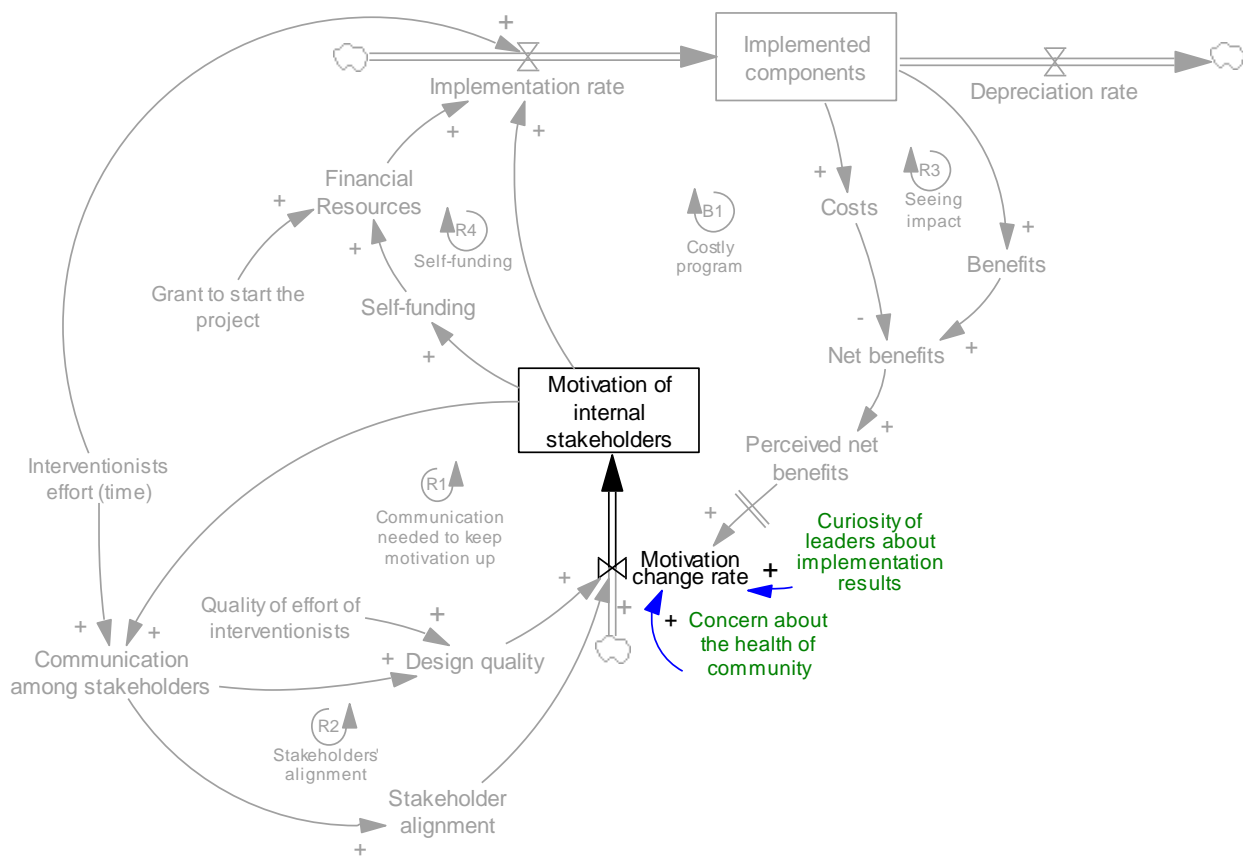 +
Implemented
components
Implementation rate
Depreciation rate
+
+
Financial
Resources
+
R4
Self-funding
+
Grant to start the
project
Self-funding
+
B1
Costly
program
+
Costs
R3
Seeing
impact
+
Benefits
-
Net benefits
+
Motivation of
internal
stakeholders
+
Perceived net
benefits
Interventionists
effort (time)
R1
Communication
needed to keep
motivation up
+
Curiosity of
leaders about
implementation
results
+
Motivation
change rate
+
+
+
Concern about
the health of
community
Quality of effort of
interventionists
+
+
+
Communication
among stakeholders
+
Design quality
R2
Stakeholders'
alignment
Stakeholder
alignment
+